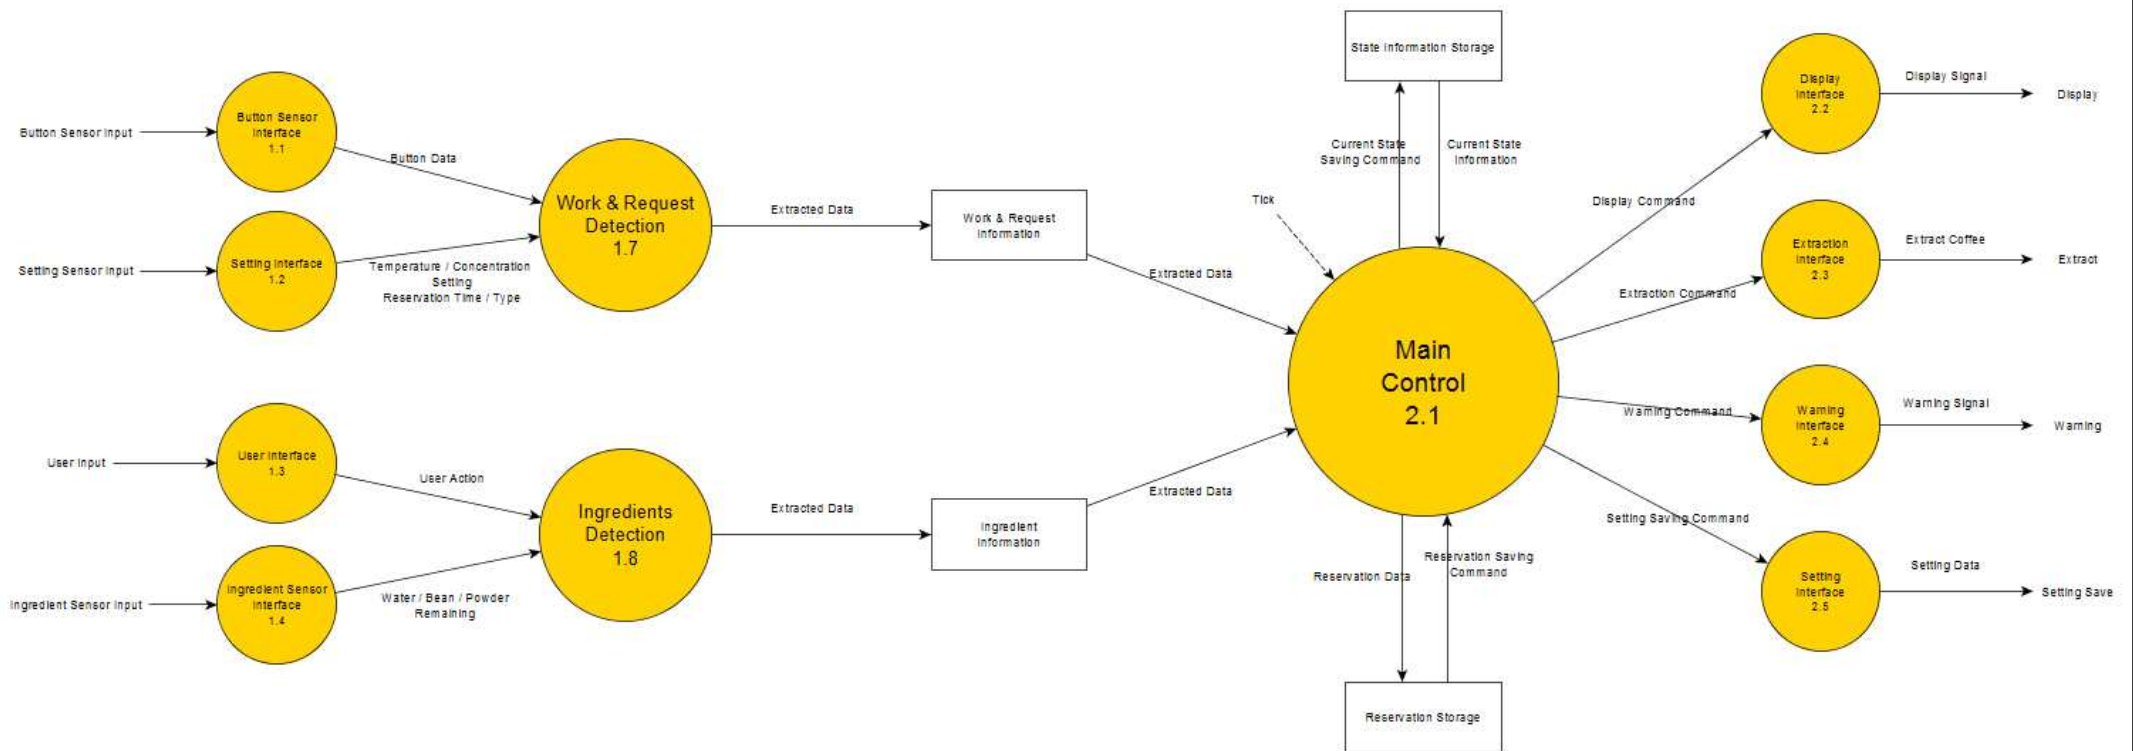 State Information Storage
Display
Interface
2.2
Display Signal
Display
Button Sensor
Interface
1.1
Button Sensor Input
Button Data
Current State
Saving Command
Current State
Information
Work & Request
Detection
1.7
Extracted Data
Work & Request
Information
Tick
Display Command
Extraction
Interface
2.3
Extract Coffee
Extract
Setting Sensor Input
Setting Interface
1.2
Temperature / Concentration
Setting
Reservation Time / Type
Extracted Data
Extraction Command
Main
Control
2.1
Warning Command
Warning
Interface
2.4
Warning Signal
Warning
User Input
User Interface
1.3
User Action
Ingredients
Detection
1.8
Extracted Data
Ingredient
Information
Extracted Data
Setting Saving Command
Ingredient Sensor Input
Ingredient Sensor
Interface
1.4
Water / Bean / Powder
Remaining
Reservation Data
Reservation Saving
Command
Setting
Interface
2.5
Setting Data
Setting Save
Reservation Storage